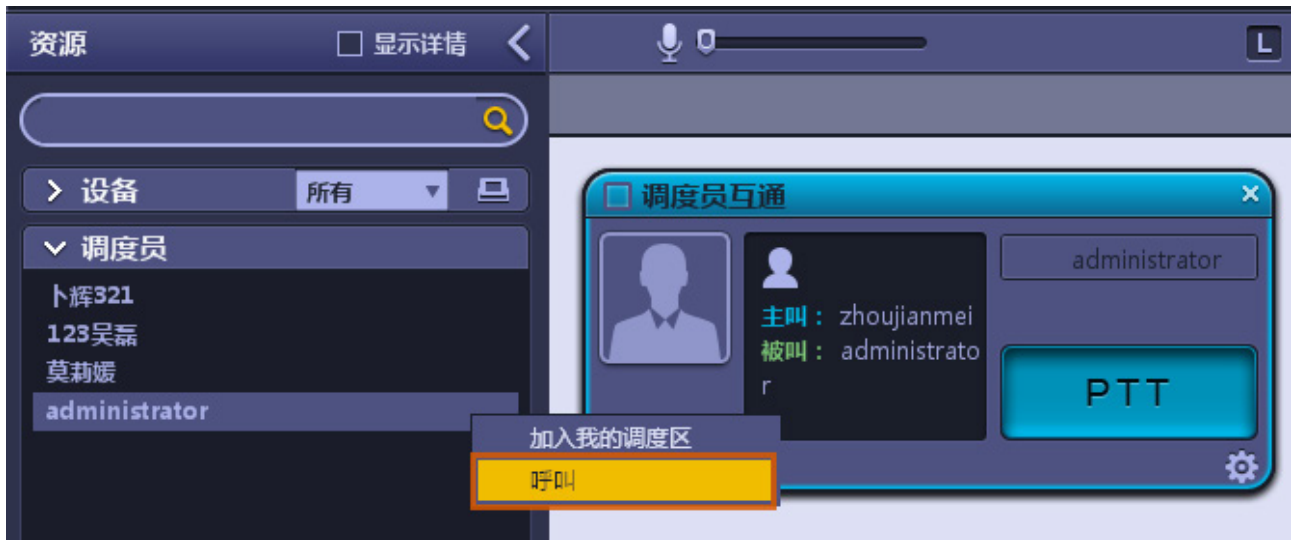 资源
显示详情
L
设备
所有
调度员
卜辉321
123吴磊
莫莉媛
administrator
加入我的调度区
呼叫
调度员互通
×
主叫： zhoujianmei
被叫： administrato
r
administrator
PTT